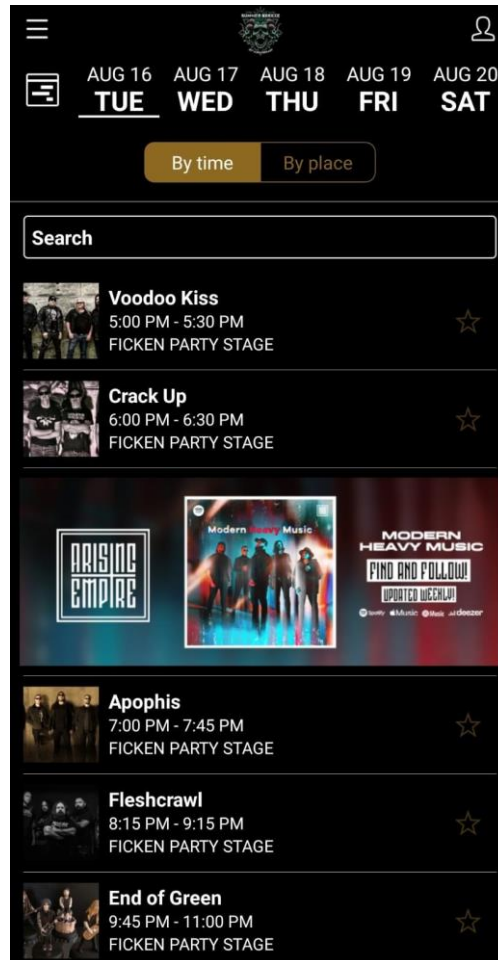 AUG 16
TUE
AUG 17
WED
AUG 18
THU
AUG 19
FRI
AUG 20
SAT
By time
By place
Search
Voodoo Kiss
5:00 PM - 5:30 PM
FICKEN PARTY STAGE
Crack Up
6:00 PM - 6:30 PM
FICKEN PARTY STAGE
ARISING
EMPIRE
Modern Heavy Music
MODERN
HEAVY MUSIC
FIND AND FOLLOW!
UPDATED WEEKLY!
Spotify Music Music deezer
Apophis
7:00 PM - 7:45 PM
FICKEN PARTY STAGE
Fleshcrawl
8:15 PM - 9:15 PM
FICKEN PARTY STAGE
End of Green
9:45 PM - 11:00 PM
FICKEN PARTY STAGE